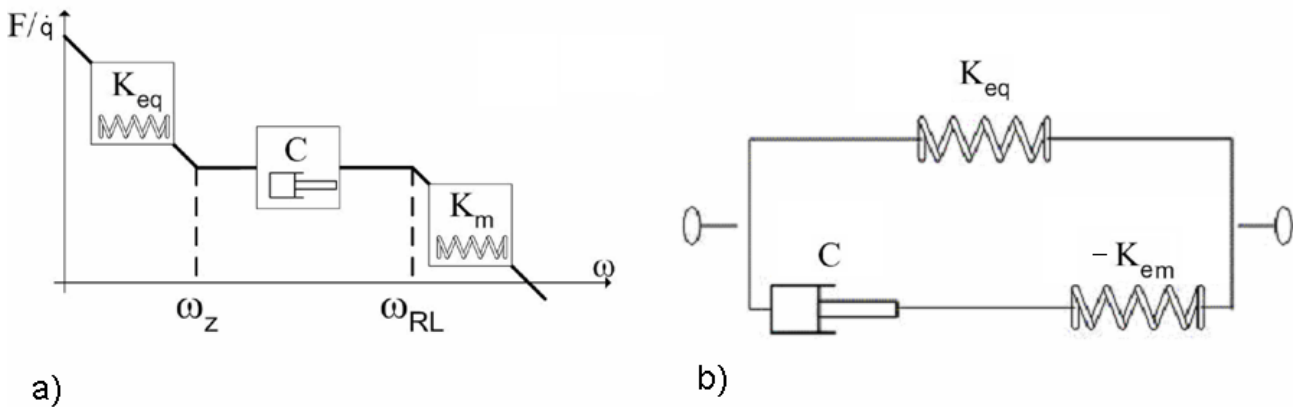 F/q̇
K_eq
C
K_m
ω
ω_z
ω_RL
a)
K_eq
C
− K_em
b)